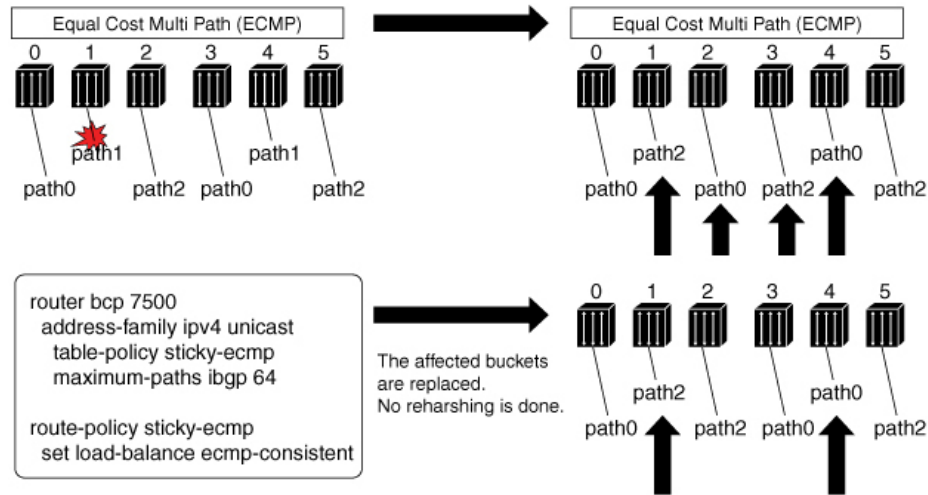 Equal Cost Multi Path (ECMP)
0 1 2 3 4 5
path1 path1
path0 path2 path0 path2
Equal Cost Multi Path (ECMP)
0 1 2 3 4 5
path2 path0
path0 path0 path2 path2
router bcp 7500
address-family ipv4 unicast
table-policy sticky-ecmp
maximum-paths ibgp 64
route-policy sticky-ecmp
set load-balance ecmp-consistent
The affected buckets
are replaced.
No reharshing is done.
0 1 2 3 4 5
path2 path0
path0 path2 path0 path2